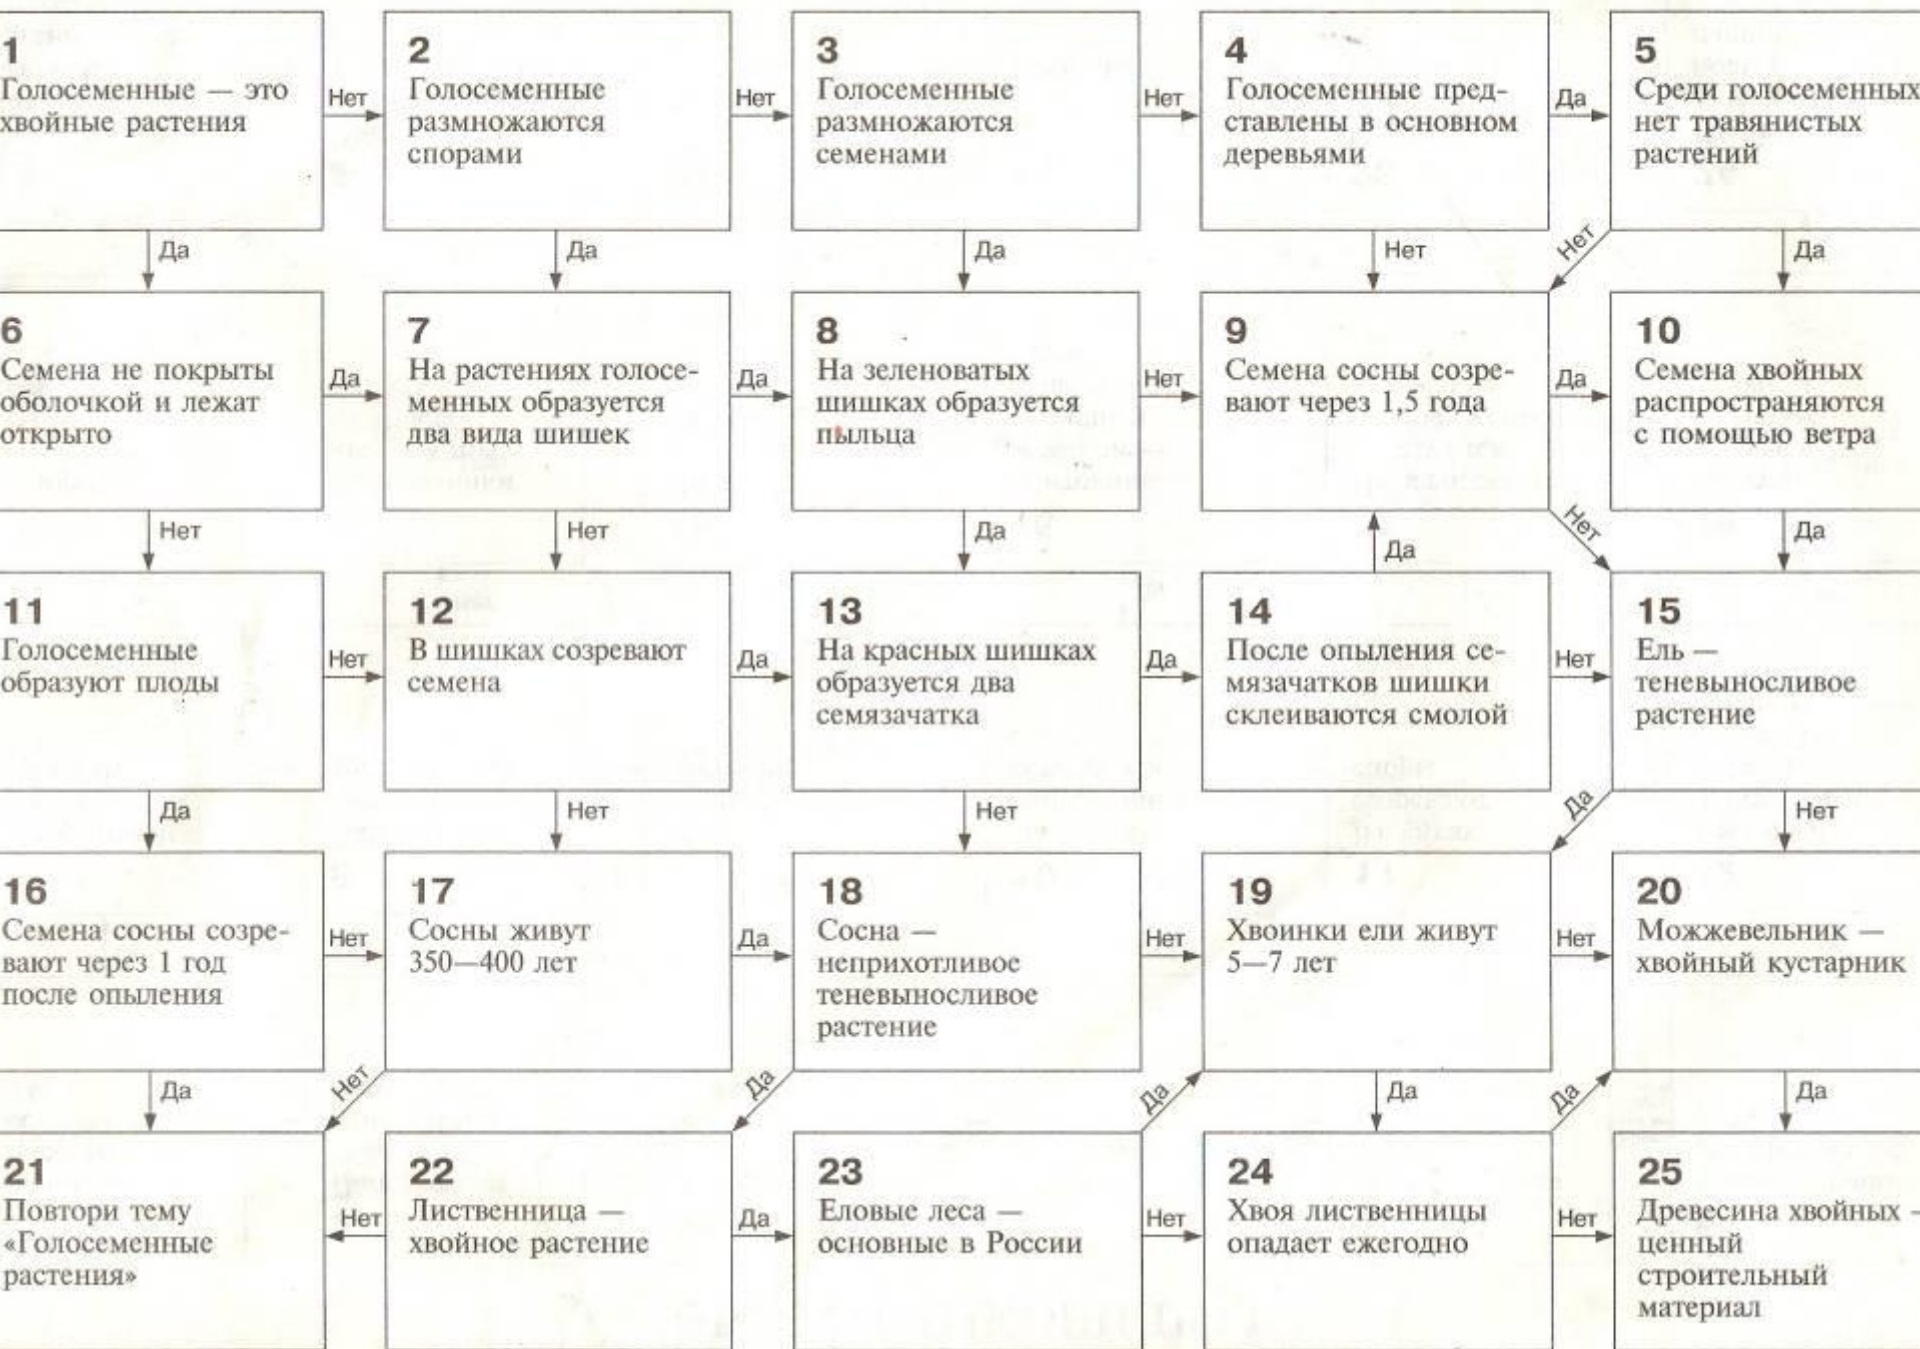 1
Голосеменные — это
хвойные растения
Нет
2
Голосеменные
размножаются
спорами
Нет
3
Голосеменные
размножаются
семенами
Нет
4
Голосеменные пред-
ставлены в основном
деревьями
Да
5
Среди голосеменных
нет травянистых
растений
Да
Да
Да
Нет
Нет
Да
6
Семена не покрыты
оболочкой и лежат
открыто
Да
7
На растениях голосе-
менных образуется
два вида шишек
Да
8
На зеленоватых
шишках образуется
пыльца
Нет
9
Семена сосны созре-
вают через 1,5 года
Да
10
Семена хвойных
распространяются
с помощью ветра
Нет
Нет
Да
Да
Нет
Да
11
Голосеменные
образуют плоды
Нет
12
В шишках созревают
семена
Да
13
На красных шишках
образуется два
семязачатка
Да
14
После опыления се-
мязачатков шишки
склеиваются смолой
Нет
15
Ель —
теневыносливое
растение
Да
Нет
Нет
Да
Нет
16
Семена сосны созре-
вают через 1 год
после опыления
Нет
17
Сосны живут
350—400 лет
Да
18
Сосна —
неприхотливое
теневыносливое
растение
Нет
19
Хвоинки ели живут
5—7 лет
Нет
20
Можжевельник —
хвойный кустарник
Да
Нет
Да
Да
Да
Да
Да
21
Повтори тему
«Голосеменные
растения»
Нет
22
Лиственница —
хвойное растение
Да
23
Еловые леса —
основные в России
Нет
24
Хвоя лиственницы
опадает ежегодно
Нет
25
Древесина хвойных —
ценный
строительный
материал